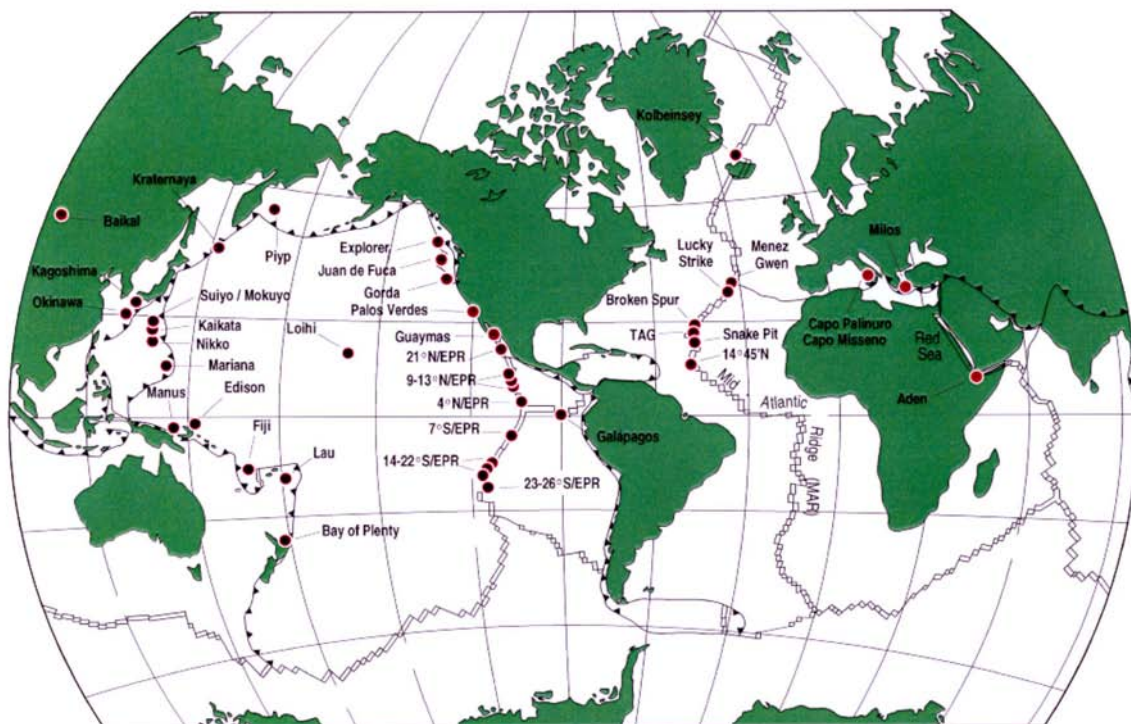 Kolbeinsey
Kraternaya
Baikal
Piyp
Explorer
Juan de Fuca
Gorda
Palos Verdes
Lucky
Strike
Menez
Gwen
Milos
Kagoshima
Okinawa
Suiyo / Mokuyo
Kaikata
Nikko
Loihi
Broken Spur
TAG
Snake Pit
14°45'N
Capo Palinuro
Capo Misseno
Red
Sea
Guaymas
21°N/EPR
9-13°N/EPR
4°N/EPR
Mariana
Manus
Edison
Mid
Atlantic
Ridge (MAR)
Aden
Fiji
Lau
7°S/EPR
Galápagos
14-22°S/EPR
23-26°S/EPR
Bay of Plenty